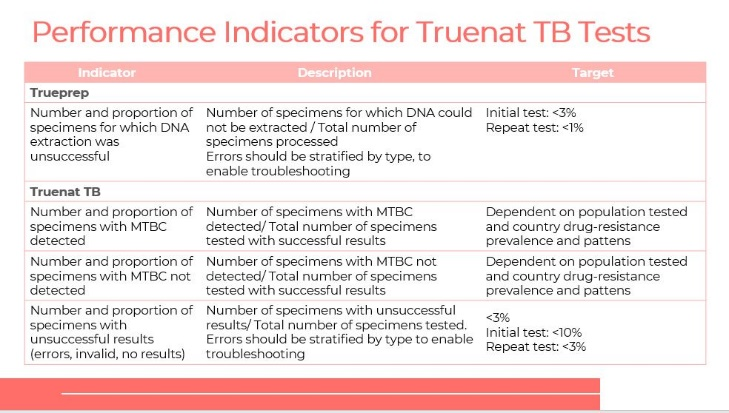 Performance Indicators for Truenat TB Tests
Indicator Description Target
Trueprep
Number and proportion of
specimens for which DNA
extraction was
unsuccessful
Number of specimens for which DNA could
not be extracted / Total number of
specimens processed
Errors should be stratified by type, to
enable troubleshooting
Initial test: <3%
Repeat test: <1%
Truenat TB
Number and proportion of
specimens with MTBC
detected
Number of specimens with MTBC
detected/ Total number of specimens
tested with successful results
Dependent on population tested
and country drug-resistance
prevalence and pattens
Number and proportion of
specimens with MTBC not
detected
Number of specimens with MTBC not
detected/ Total number of specimens
tested with successful results
Dependent on population tested
and country drug-resistance
prevalence and pattens
Number and proportion of
specimens with
unsuccessful results
(errors, invalid, no results)
Number of specimens with unsuccessful
results/ Total number of specimens tested.
Errors should be stratified by type to enable
troubleshooting
<3%
Initial test: <10%
Repeat test: <3%